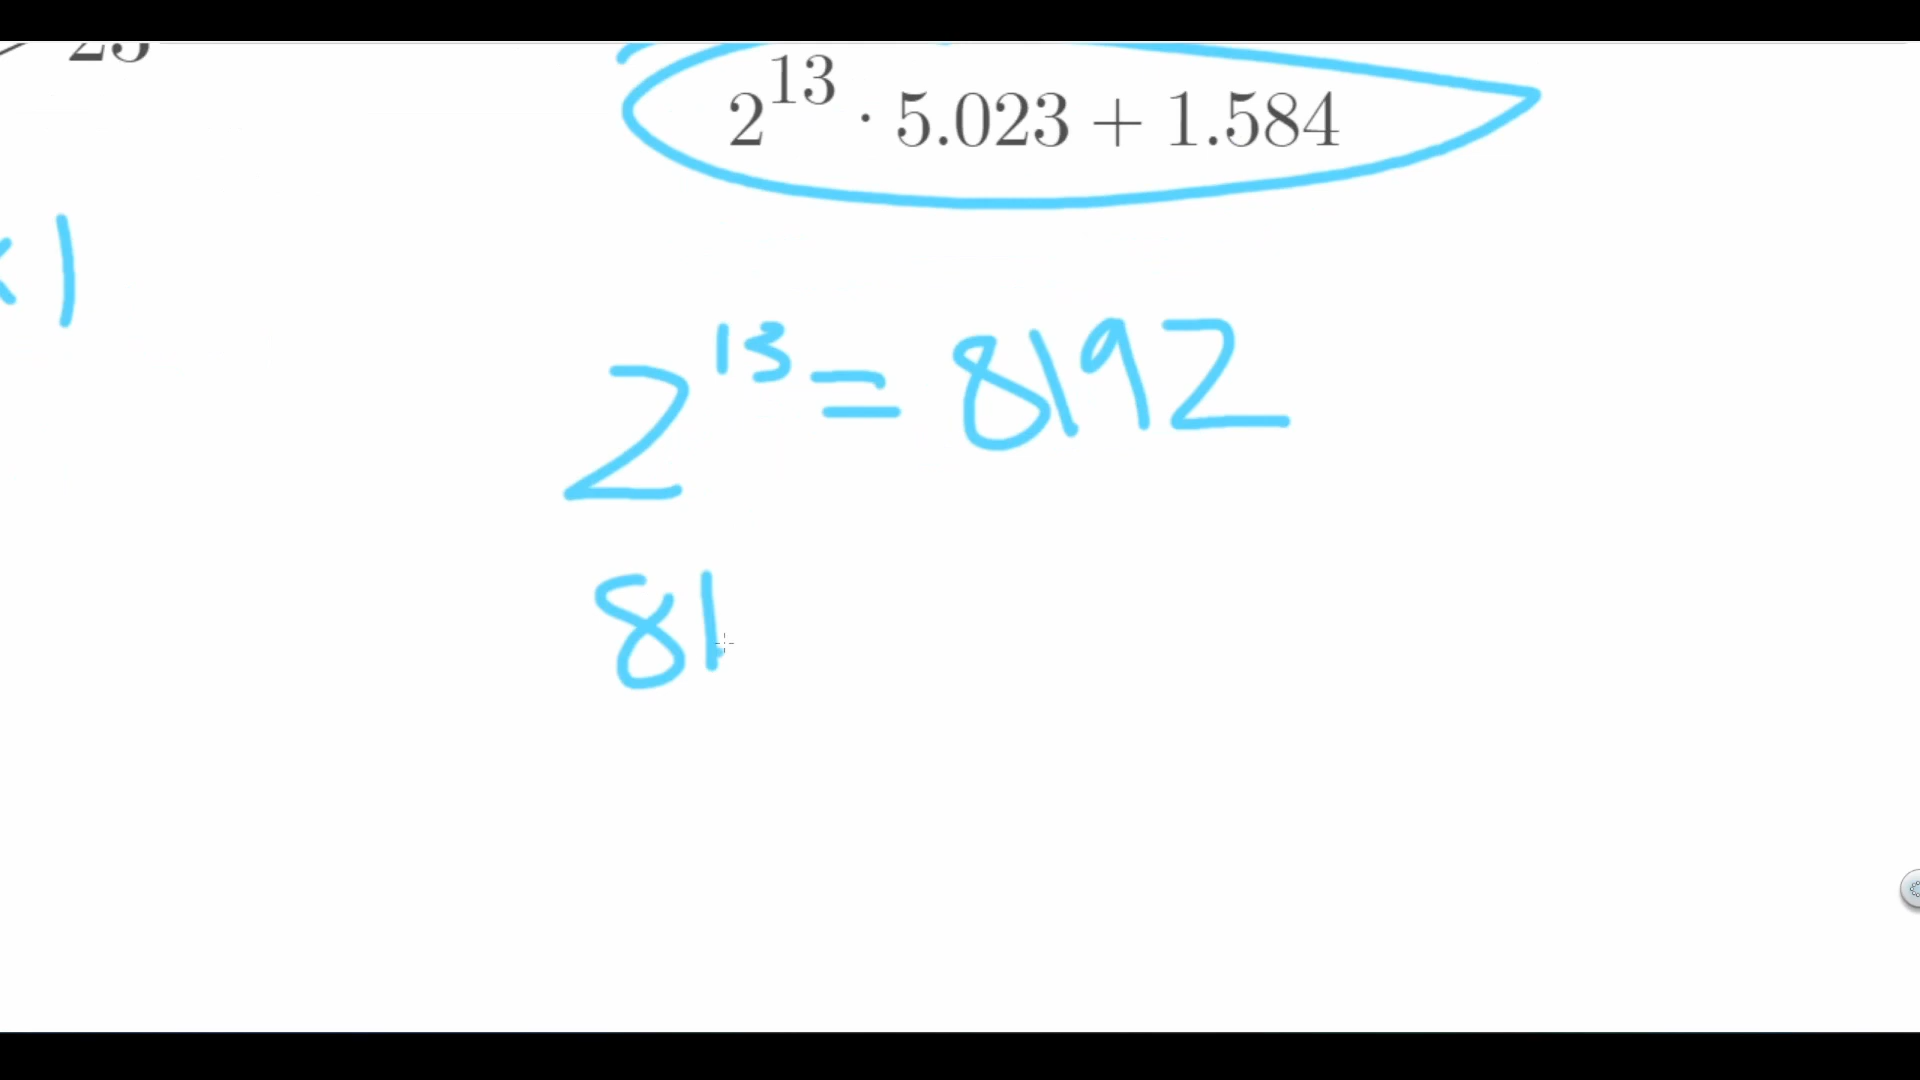 2^13 · 5.023 + 1.584
2^13 = 8192
81